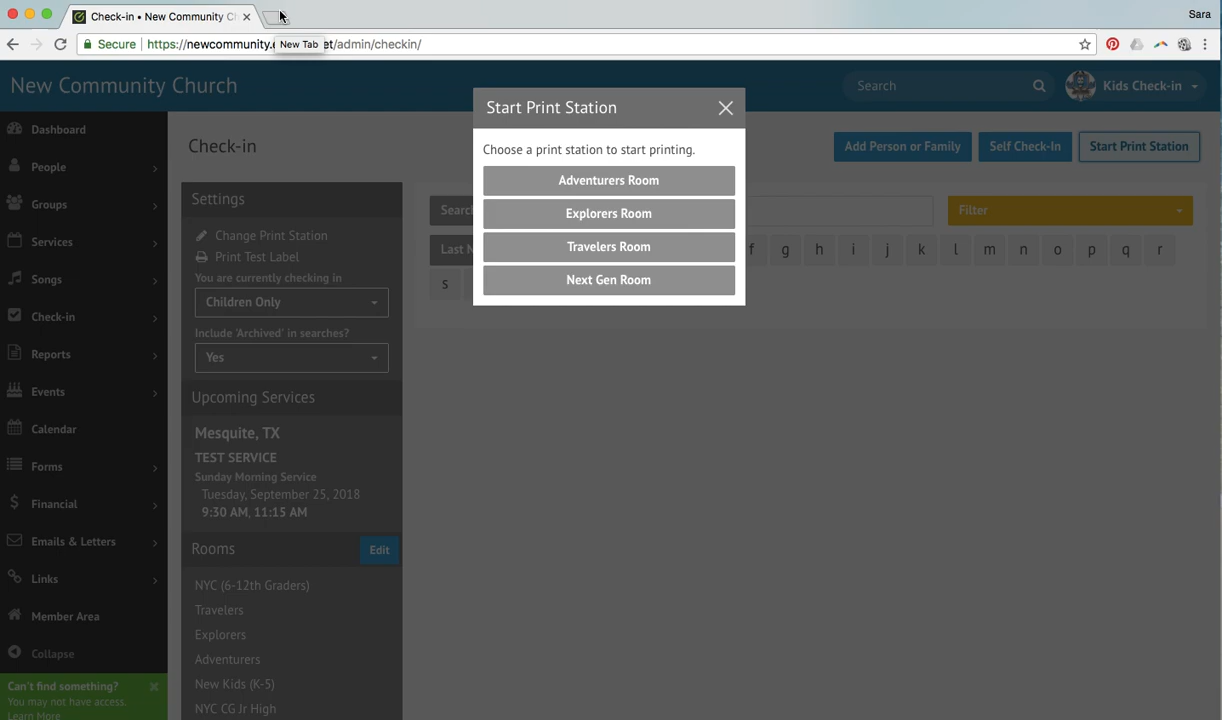 Check-in • New Community C
Sara
Secure
https://newcommunity.
New Tab
et/admin/checkin/
New Community Church
Search
Kids Check-in
Dashboard
People
Groups
Services
Songs
Check-in
Reports
Events
Calendar
Forms
Financial
Emails & Letters
Links
Member Area
Collapse
Can't find something?
You may not have access.
Learn More
Check-in
Add Person or Family
Self Check-In
Start Print Station
Settings
Change Print Station
Print Test Label
You are currently checking in
Children Only
Include 'Archived' in searches?
Yes
Upcoming Services
Mesquite, TX
TEST SERVICE
Sunday Morning Service
Tuesday, September 25, 2018
9:30 AM, 11:15 AM
Rooms
Edit
NYC (6-12th Graders)
Travelers
Explorers
Adventurers
New Kids (K-5)
NYC CG Jr High
Start Print Station
Choose a print station to start printing.
Adventurers Room
Explorers Room
Travelers Room
Next Gen Room
Searc
Filter
Last N
f g h i j k l m n o p q r
s